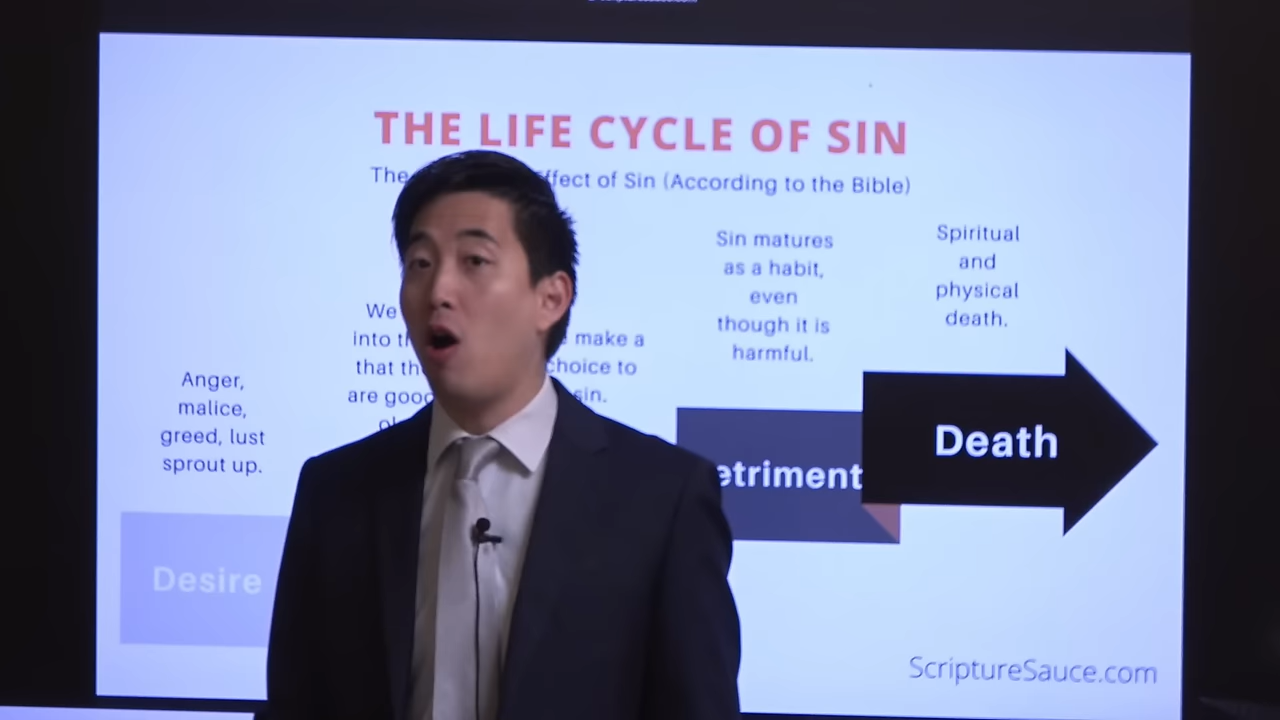 THE LIFE CYCLE OF SIN
The ffect of Sin (According to the Bible)
Anger,
malice,
greed, lust
sprout up.
Desire
We
into th
that th
are good
make a
choice to
sin.
Sin matures
as a habit,
even
though it is
harmful.
etriment
Spiritual
and
physical
death.
Death
ScriptureSauce.com